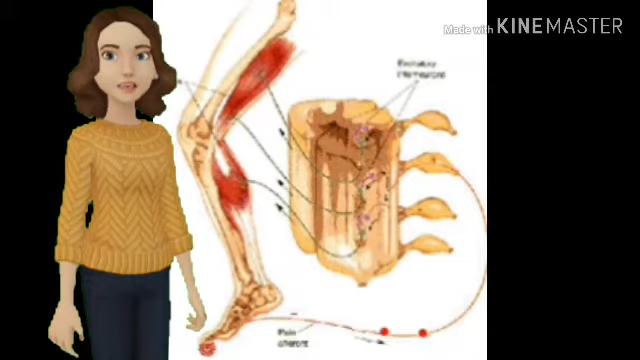 Made with KINEMASTER
Excitatory
interneurons
Pain
afferent